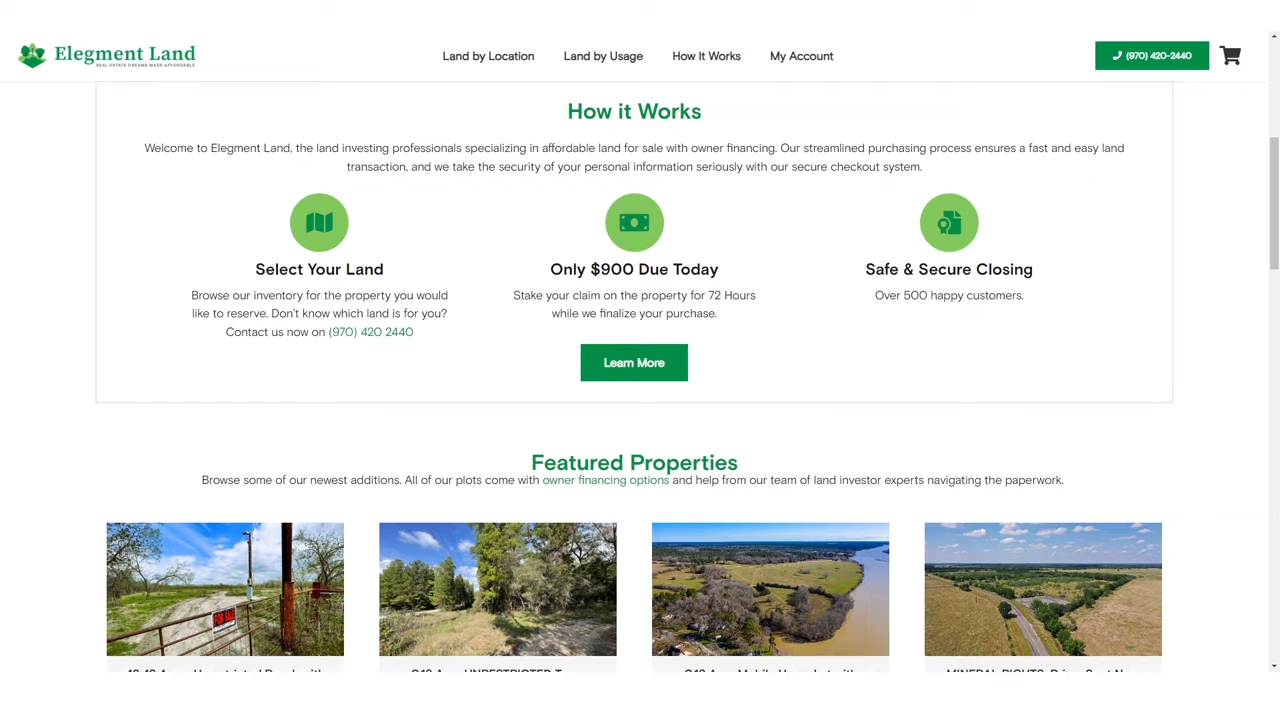 Elegment Land
REAL ESTATE DREAMS MADE AFFORDABLE
Land by Location
Land by Usage
How It Works
My Account
(970) 420-2440
How it Works
Welcome to Elegment Land, the land investing professionals specializing in affordable land for sale with owner financing. Our streamlined purchasing process ensures a fast and easy land
transaction, and we take the security of your personal information seriously with our secure checkout system.
Select Your Land
Browse our inventory for the property you would
like to reserve. Don't know which land is for you?
Contact us now on (970) 420 2440
Only $900 Due Today
Stake your claim on the property for 72 Hours
while we finalize your purchase.
Safe & Secure Closing
Over 500 happy customers.
Learn More
Featured Properties
Browse some of our newest additions. All of our plots come with owner financing options and help from our team of land investor experts navigating the paperwork.
FOR SALE